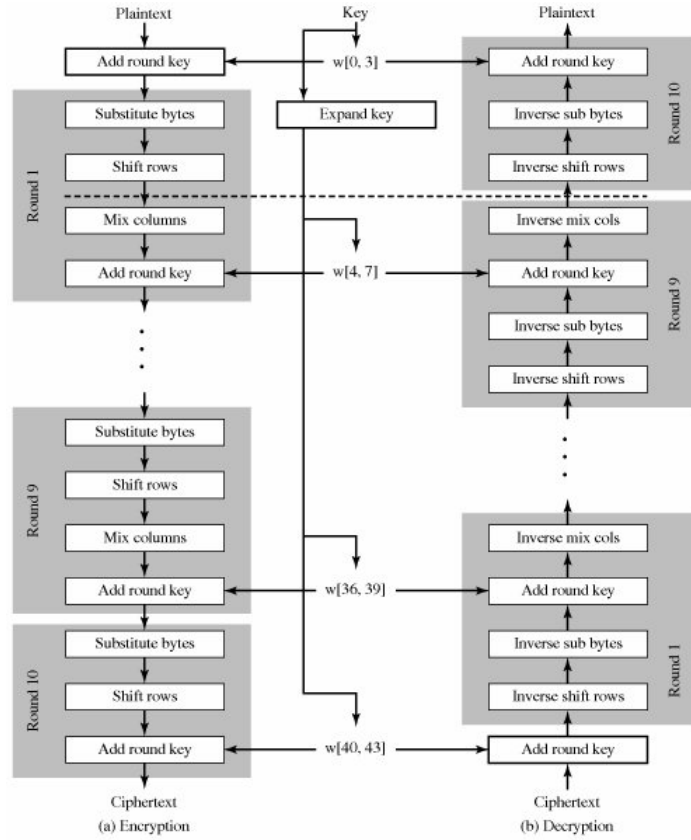 Plaintext
Add round key
Round 1
Substitute bytes
Shift rows
Mix columns
Add round key
Round 9
Substitute bytes
Shift rows
Mix columns
Add round key
Round 10
Substitute bytes
Shift rows
Add round key
Ciphertext
(a) Encryption
Key
w[0, 3]
Expand key
w[4, 7]
w[36, 39]
w[40, 43]
Plaintext
Add round key
Inverse sub bytes
Inverse shift rows
Round 10
Inverse mix cols
Add round key
Inverse sub bytes
Inverse shift rows
Round 9
Inverse mix cols
Add round key
Inverse sub bytes
Inverse shift rows
Round 1
Add round key
Ciphertext
(b) Decryption